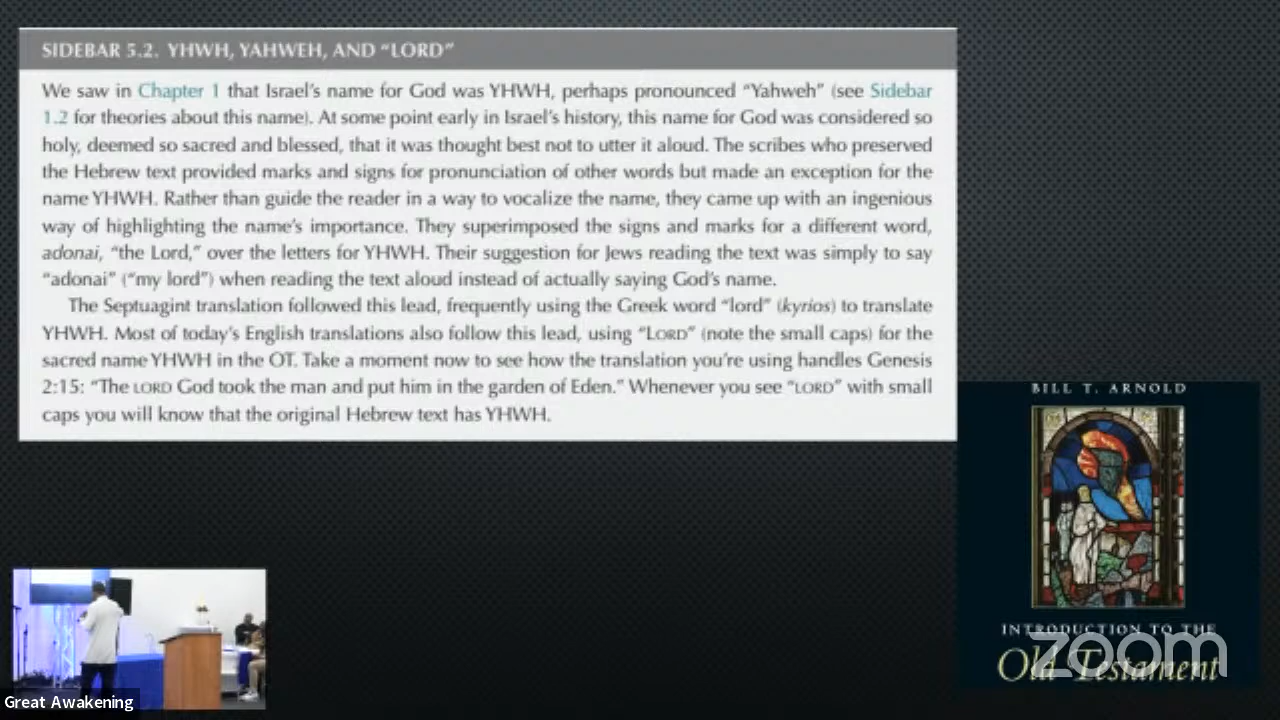 SIDEBAR 5.2. YHWH, YAHWEH, AND “LORD”
We saw in Chapter 1 that Israel’s name for God was YHWH, perhaps pronounced “Yahweh” (see Sidebar
1.2 for theories about this name). At some point early in Israel’s history, this name for God was considered so
holy, deemed so sacred and blessed, that it was thought best not to utter it aloud. The scribes who preserved
the Hebrew text provided marks and signs for pronunciation of other words but made an exception for the
name YHWH. Rather than guide the reader in a way to vocalize the name, they came up with an ingenious
way of highlighting the name’s importance. They superimposed the signs and marks for a different word,
adonai, “the Lord,” over the letters for YHWH. Their suggestion for Jews reading the text was simply to say
“adonai” (“my lord”) when reading the text aloud instead of actually saying God’s name.
The Septuagint translation followed this lead, frequently using the Greek word “lord” (kyrios) to translate
YHWH. Most of today’s English translations also follow this lead, using “LORD” (note the small caps) for the
sacred name YHWH in the OT. Take a moment now to see how the translation you’re using handles Genesis
2:15: “The LORD God took the man and put him in the garden of Eden.” Whenever you see “LORD” with small
caps you will know that the original Hebrew text has YHWH.
BILL T. ARNOLD
INTRODUCTION TO THE
Old Testament
zoom
Great Awakening